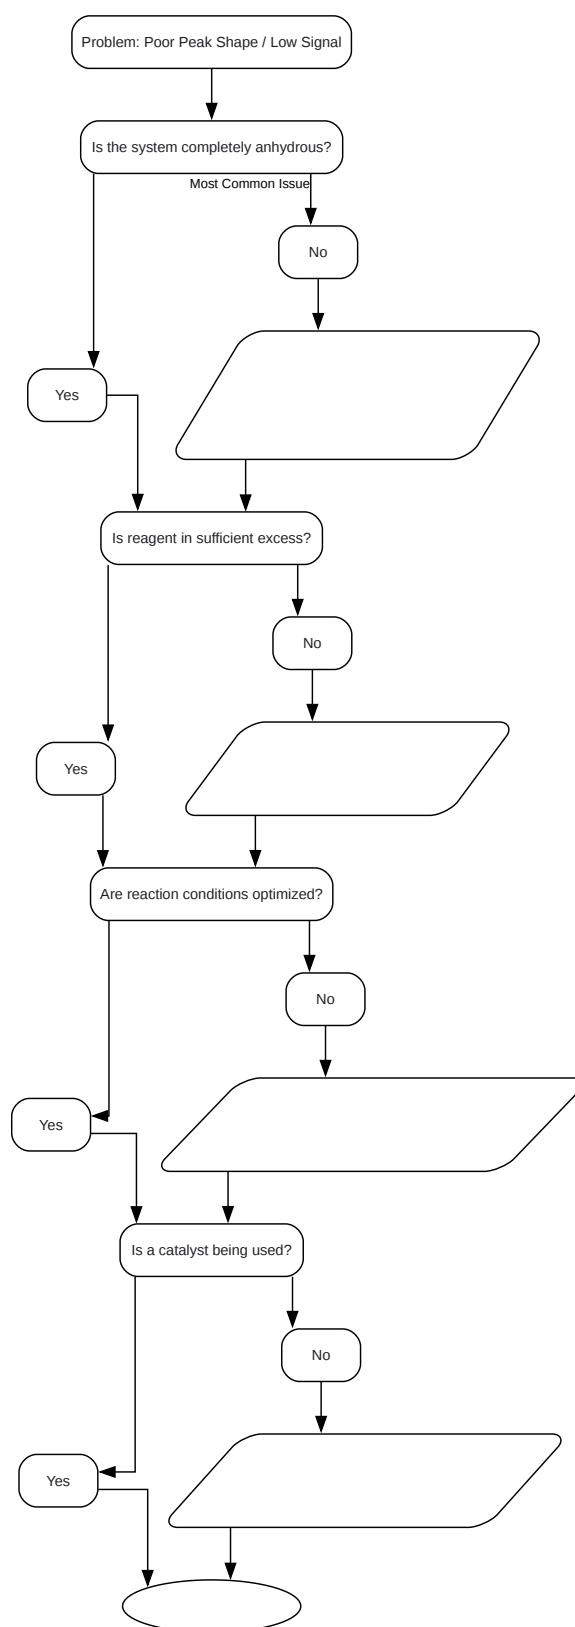 Problem: Poor Peak Shape / Low Signal
Is the system completely anhydrous?
Most Common Issue
No
Yes
Is reagent in sufficient excess?
No
Yes
Are reaction conditions optimized?
No
Yes
Is a catalyst being used?
No
Yes